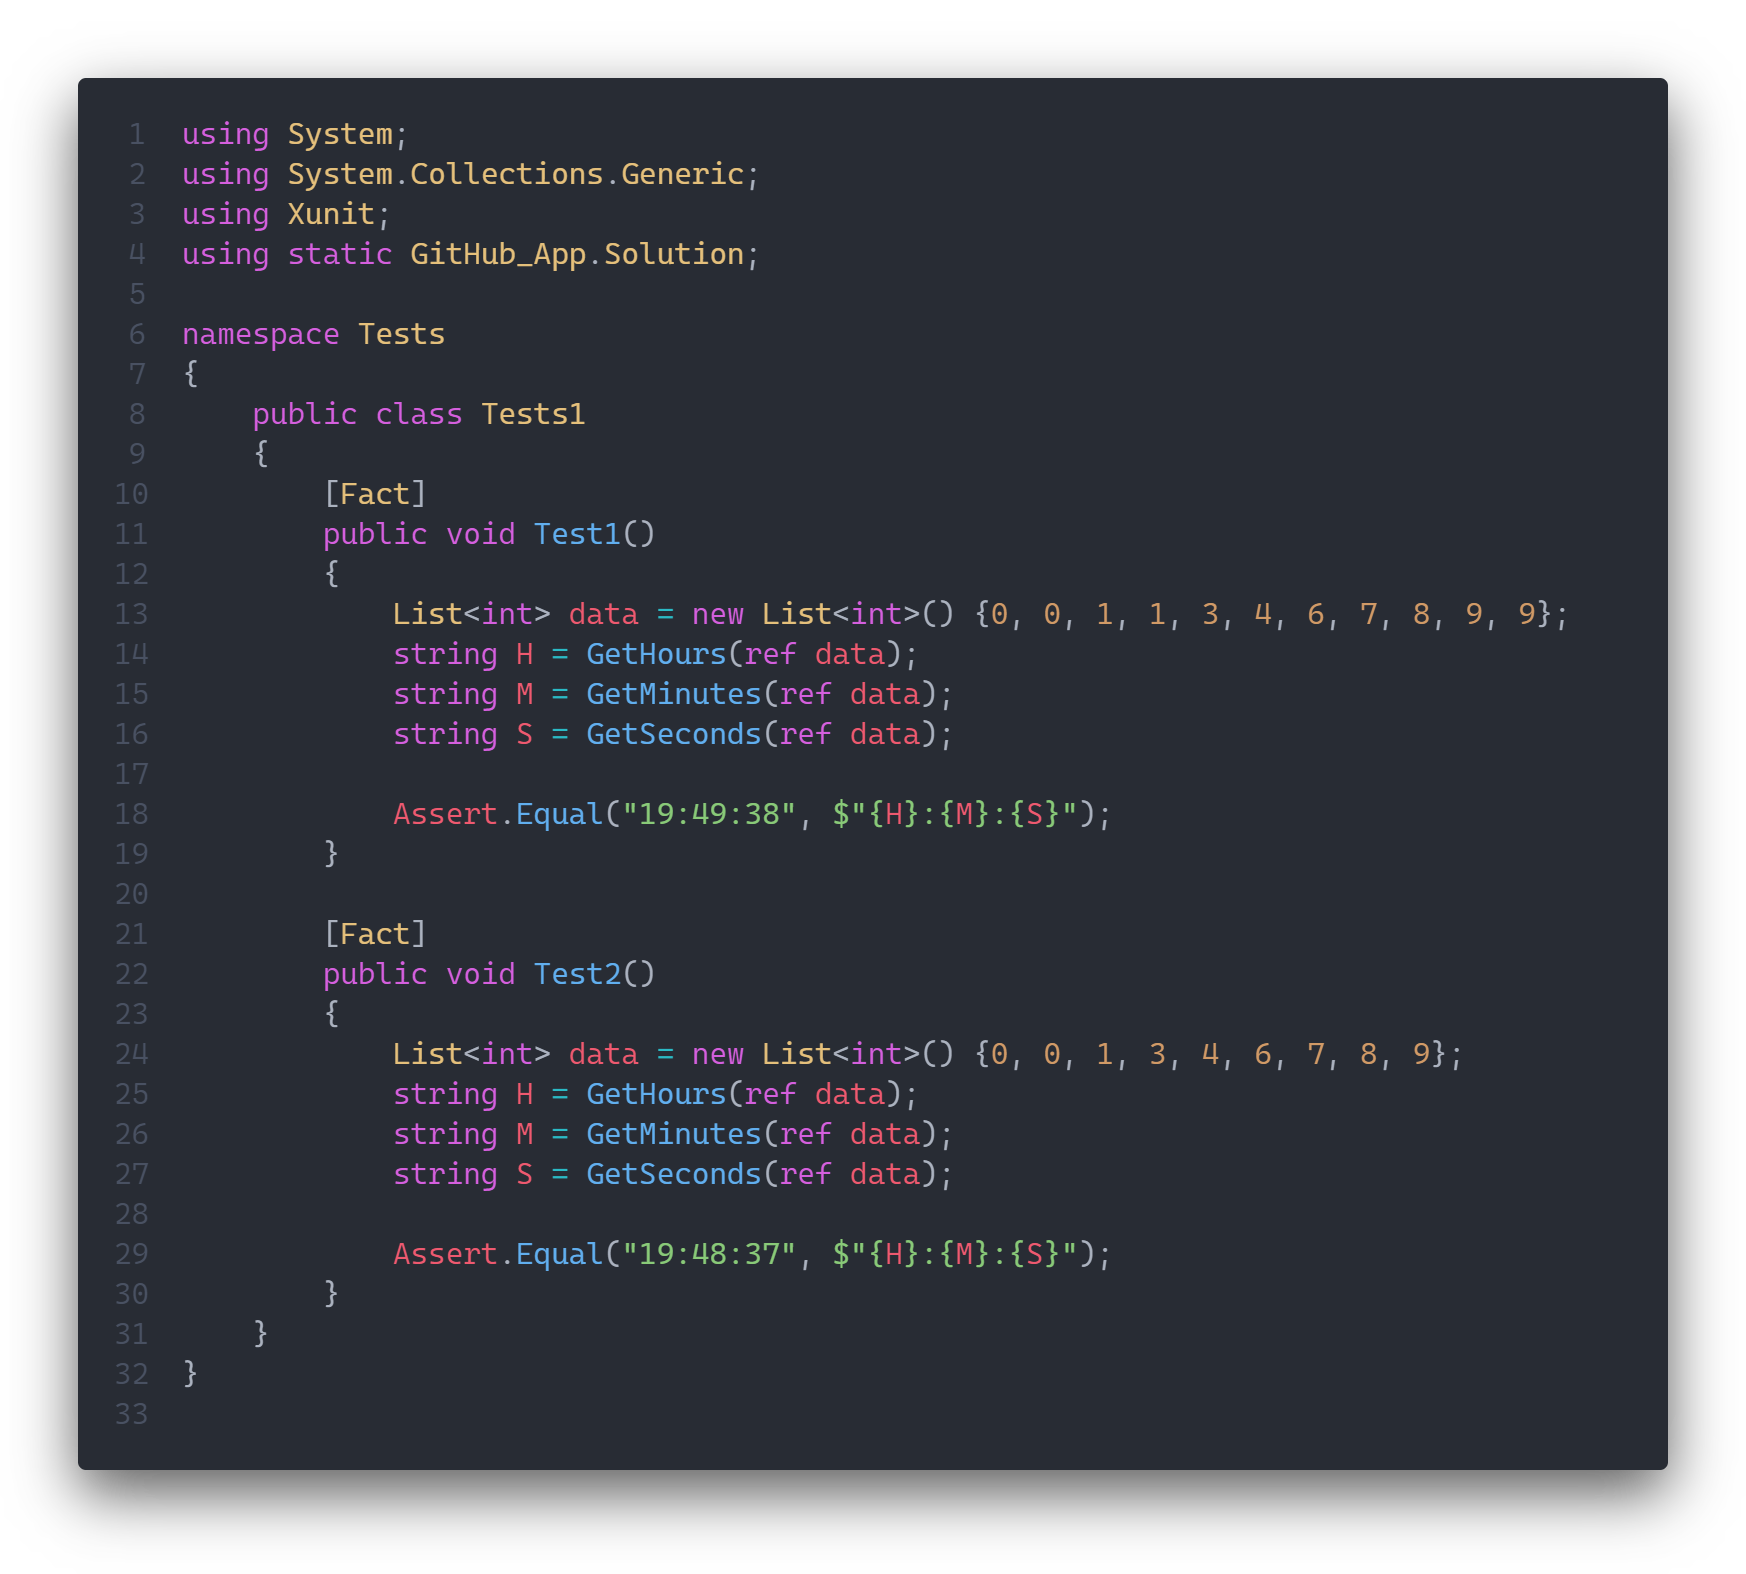 1 using System;
2 using System.Collections.Generic;
3 using Xunit;
4 using static GitHub_App.Solution;
5
6 namespace Tests
7 {
8     public class Tests1
9     {
10         [Fact]
11         public void Test1()
12         {
13             List<int> data = new List<int>() {0, 0, 1, 1, 3, 4, 6, 7, 8, 9, 9};
14             string H = GetHours(ref data);
15             string M = GetMinutes(ref data);
16             string S = GetSeconds(ref data);
17
18             Assert.Equal("19:49:38", $"{H}:{M}:{S}");
19         }
20
21         [Fact]
22         public void Test2()
23         {
24             List<int> data = new List<int>() {0, 0, 1, 3, 4, 6, 7, 8, 9};
25             string H = GetHours(ref data);
26             string M = GetMinutes(ref data);
27             string S = GetSeconds(ref data);
28
29             Assert.Equal("19:48:37", $"{H}:{M}:{S}");
30         }
31     }
32 }
33